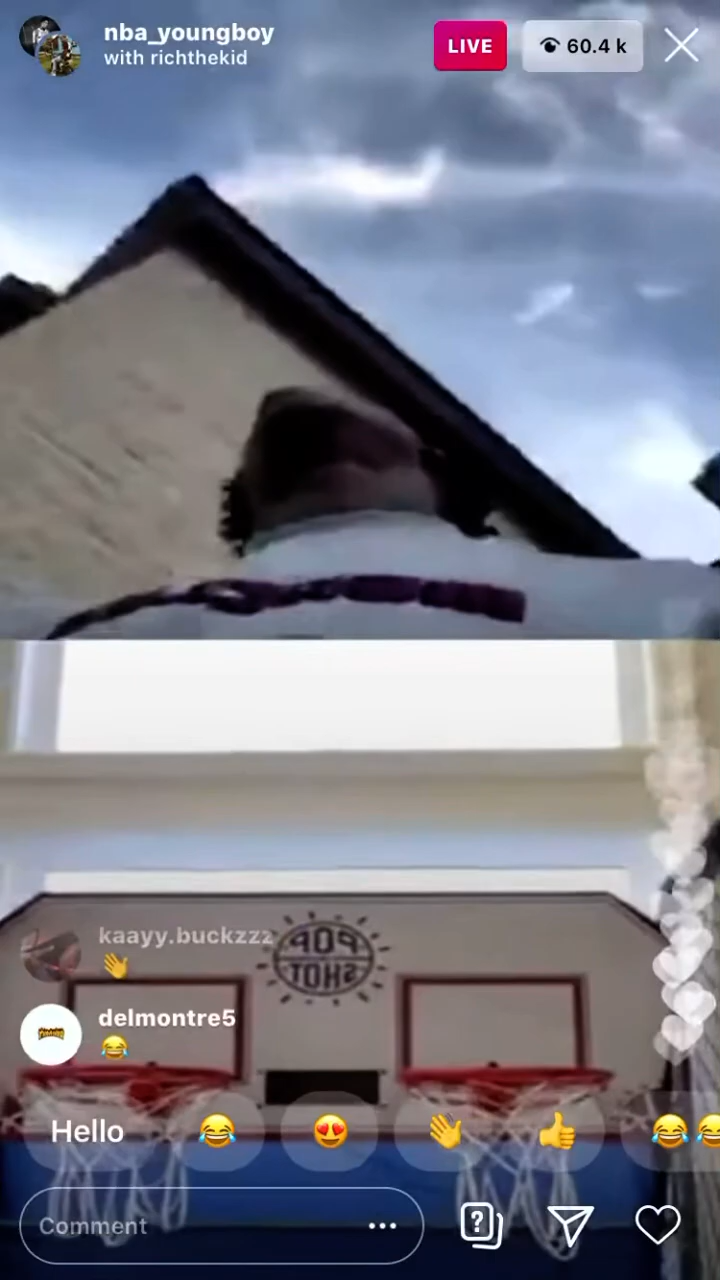 nba_youngboy
with richthekid
LIVE
60.4 k
POP
SHOT
kaayy.buckzzz
👋
delmontre5
😂
Hello
😂
😍
👋
👍
😂
Comment
?